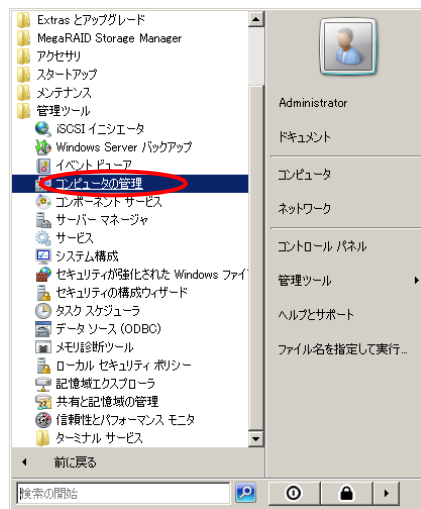 Extras とアップグレード
MegaRAID Storage Manager
アクセサリ
スタートアップ
メンテナンス
管理ツール
iSCSI イニシエータ
Windows Server バックアップ
イベント ビューア
コンピュータの管理
コンポーネント サービス
サーバー マネージャ
サービス
システム構成
セキュリティが強化された Windows ファイ
セキュリティの構成ウィザード
タスク スケジューラ
データ ソース (ODBC)
メモリ診断ツール
ローカル セキュリティ ポリシー
記憶域エクスプローラ
共有と記憶域の管理
信頼性とパフォーマンス モニタ
ターミナル サービス
前に戻る
検索の開始
Administrator
ドキュメント
コンピュータ
ネットワーク
コントロール パネル
管理ツール
ヘルプとサポート
ファイル名を指定して実行...